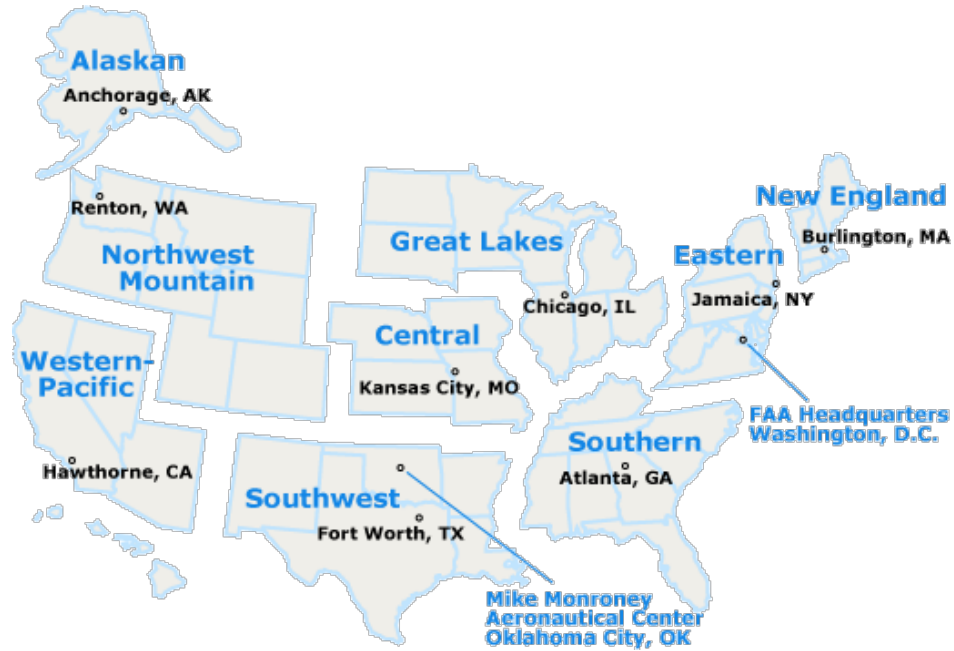 Alaskan
Anchorage, AK
New England
Renton, WA
Burlington, MA
Great Lakes
Northwest
Mountain
Eastern
Chicago, IL
Jamaica, NY
Central
Western-
Pacific
Kansas City, MO
FAA Headquarters
Washington, D.C.
Southern
Hawthorne, CA
Atlanta, GA
Southwest
Fort Worth, TX
Mike Monroney
Aeronautical Center
Oklahoma City, OK